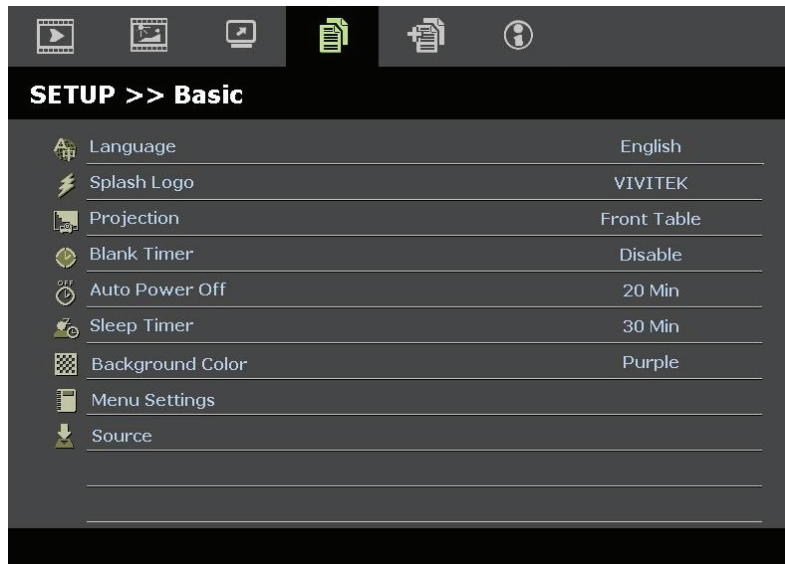 SETUP >> Basic
Language English
Splash Logo VIVITEK
Projection Front Table
Blank Timer Disable
OFF
Auto Power Off 20 Min
Sleep Timer 30 Min
Background Color Purple
Menu Settings
Source